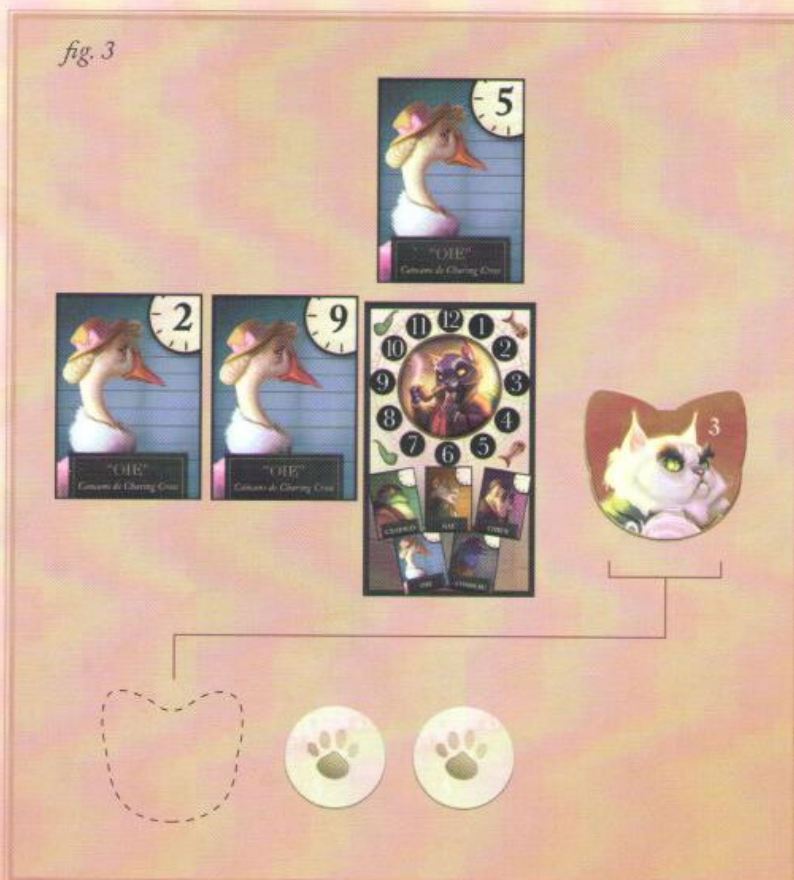 fig. 3
5
"OIE"
Cancans de Charing Cross
2
"OIE"
Cancans de Charing Cross
9
"OIE"
Cancans de Charing Cross
12
11 1
10 2
9 3
8 4
7 5
6
3
OIE